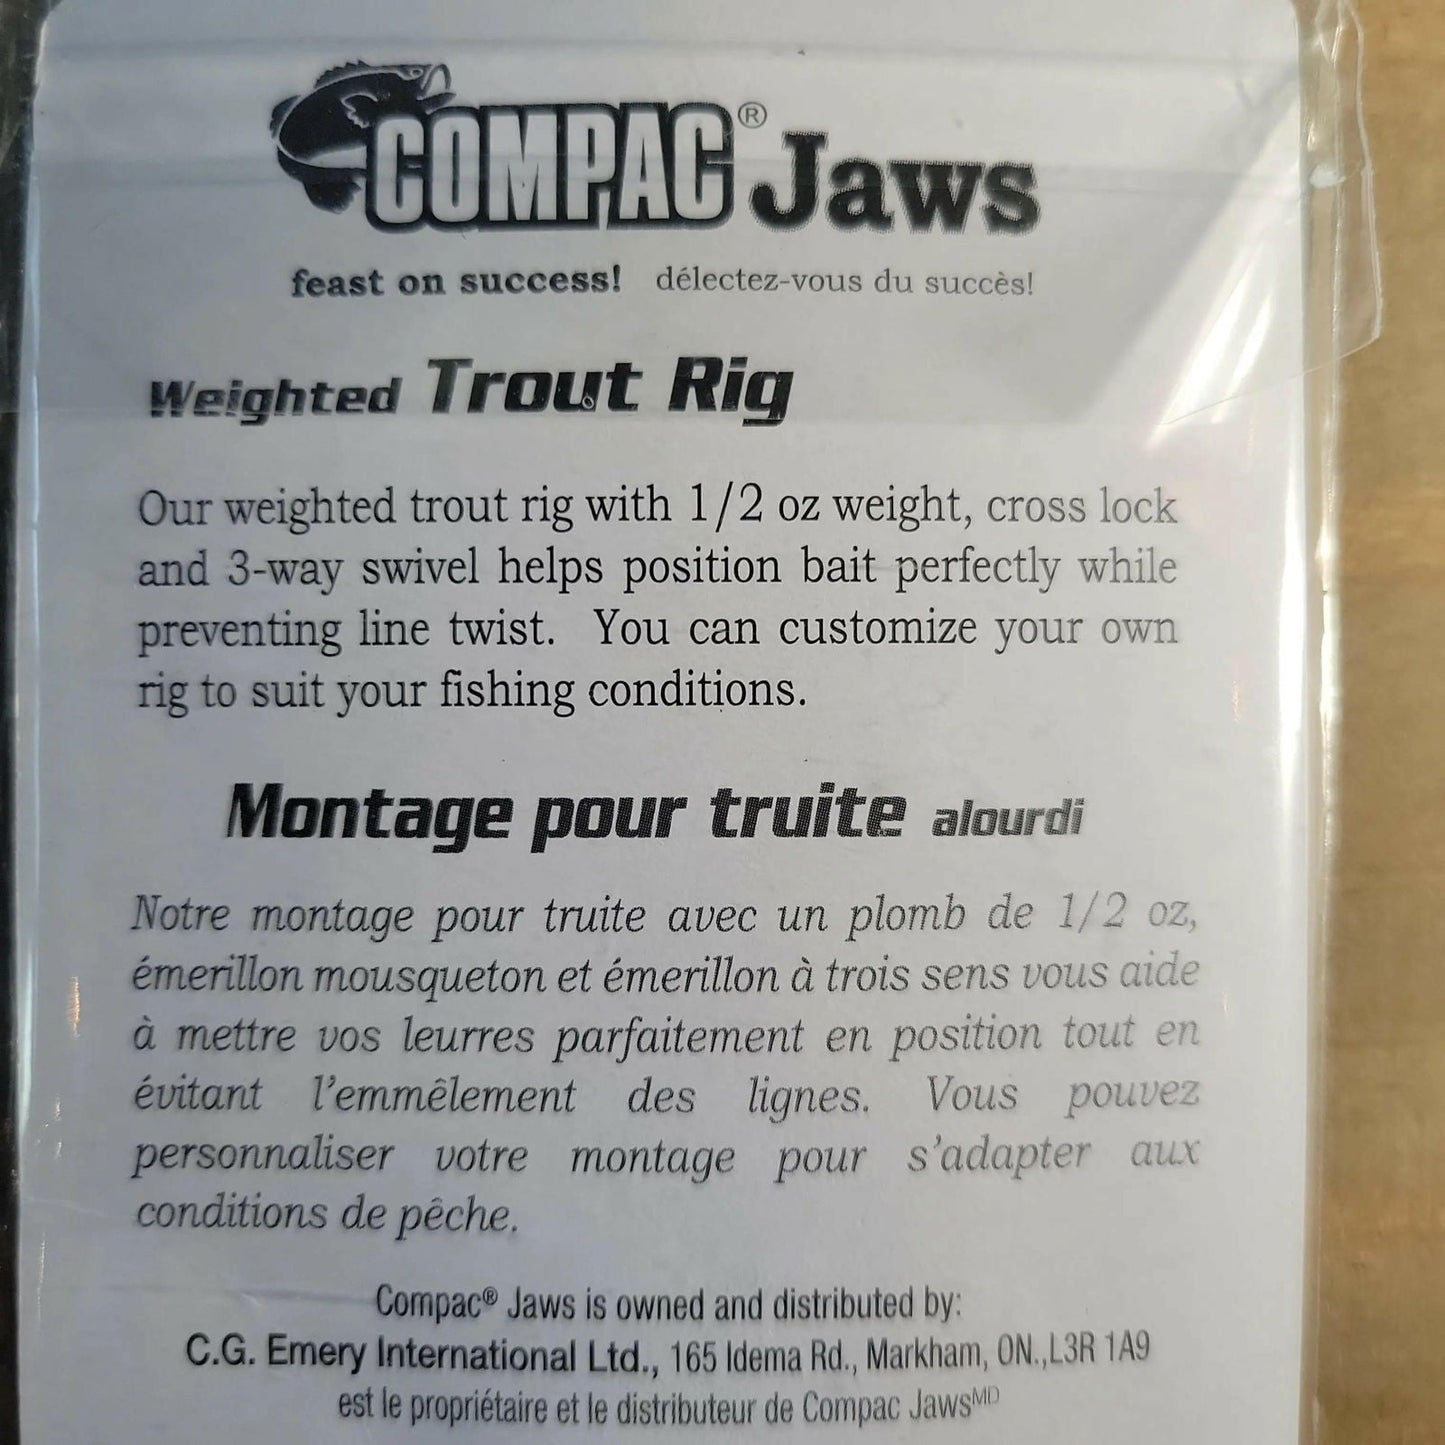 COMPAC® Jaws
feast on success! délectez-vous du succès!
Weighted Trout Rig
Our weighted trout rig with 1/2 oz weight, cross lock
and 3-way swivel helps position bait perfectly while
preventing line twist. You can customize your own
rig to suit your fishing conditions.
Montage pour truite alourdi
Notre montage pour truite avec un plomb de 1/2 oz,
émerillon mousqueton et émerillon à trois sens vous aide
à mettre vos leurres parfaitement en position tout en
évitant l'emmêlement des lignes. Vous pouvez
personnaliser votre montage pour s'adapter aux
conditions de pêche.
Compac® Jaws is owned and distributed by:
C.G. Emery International Ltd., 165 Idema Rd., Markham, ON.,L3R 1A9
est le propriétaire et le distributeur de Compac Jaws MD